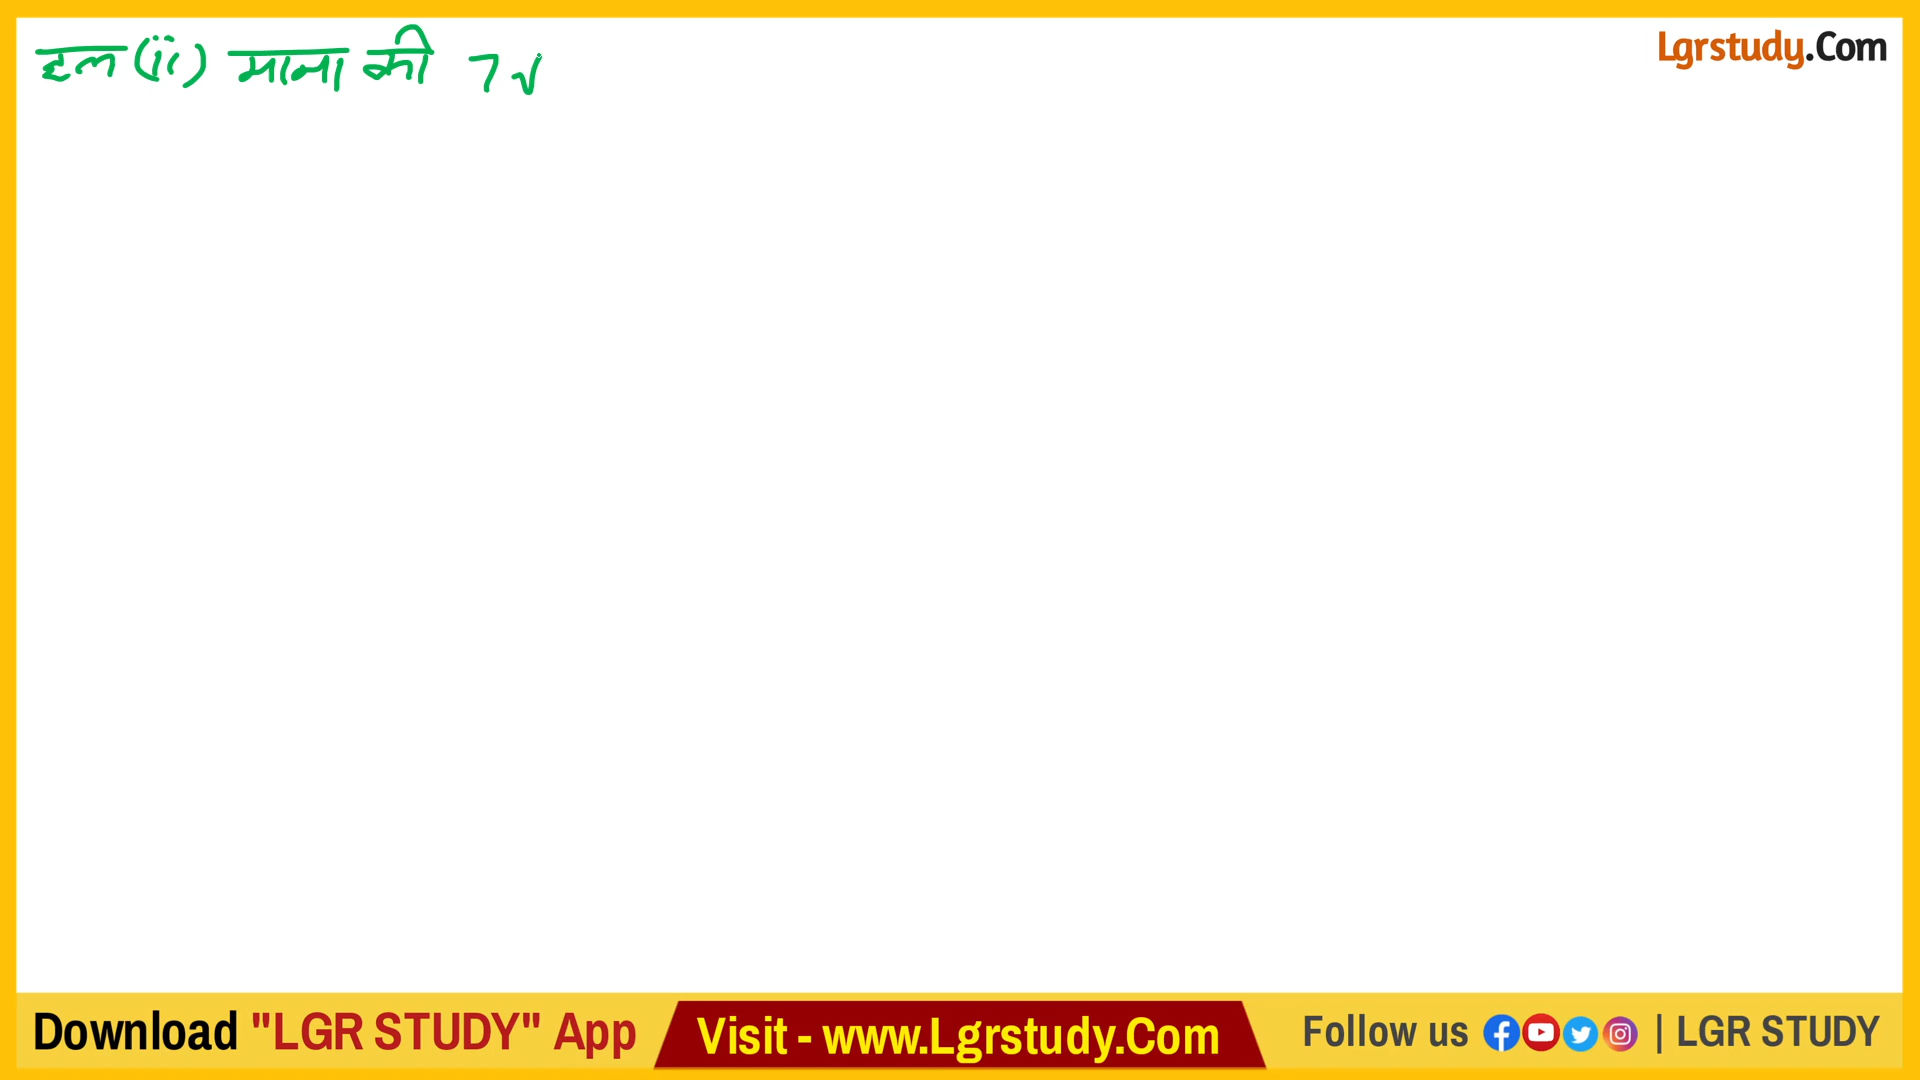 हल (ii) माना की 7√
Lgrstudy.Com
Download "LGR STUDY" App
Visit - www.Lgrstudy.Com
Follow us | LGR STUDY